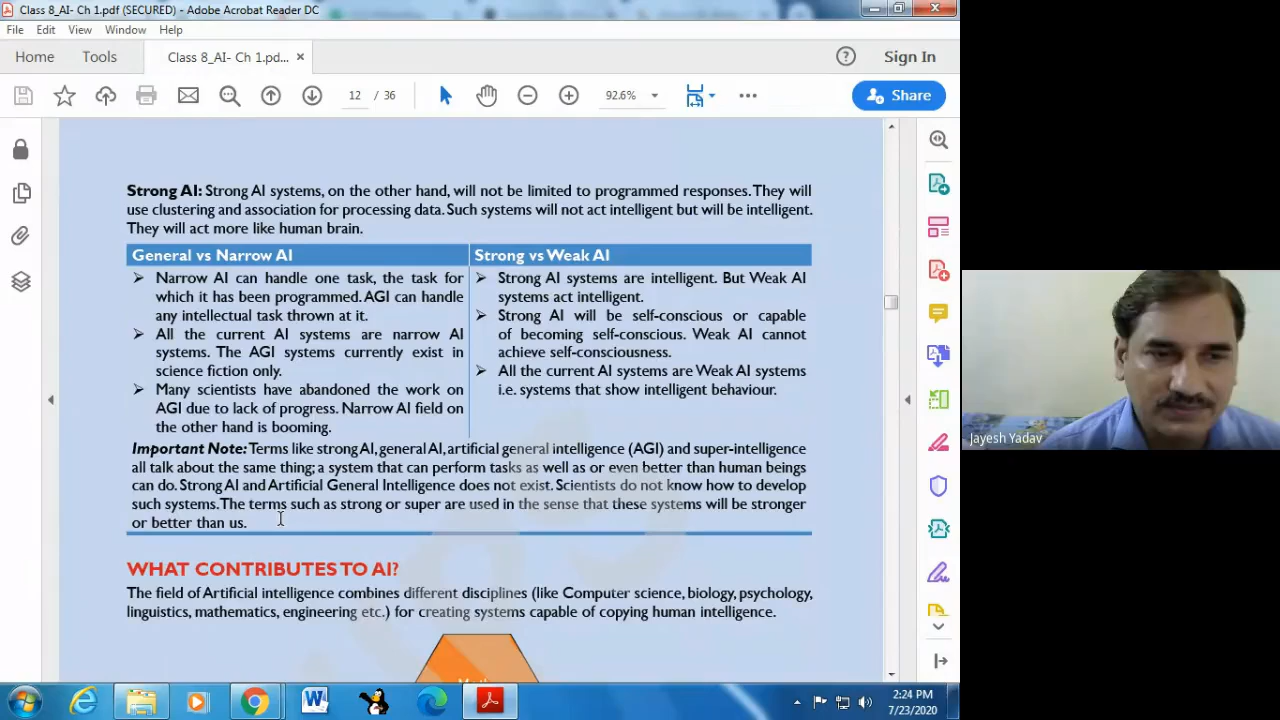 Class 8_AI- Ch 1.pdf (SECURED) - Adobe Acrobat Reader DC
File Edit View Window Help
Home Tools Class 8_AI- Ch 1.pd... × Sign In
12 / 36 92.6% Share
Strong AI: Strong AI systems, on the other hand, will not be limited to programmed responses. They will
use clustering and association for processing data. Such systems will not act intelligent but will be intelligent.
They will act more like human brain.
General vs Narrow AI
➢ Narrow AI can handle one task, the task for
which it has been programmed. AGI can handle
any intellectual task thrown at it.
➢ All the current AI systems are narrow AI
systems. The AGI systems currently exist in
science fiction only.
➢ Many scientists have abandoned the work on
AGI due to lack of progress. Narrow AI field on
the other hand is booming.
Strong vs Weak AI
➢ Strong AI systems are intelligent. But Weak AI
systems act intelligent.
➢ Strong AI will be self-conscious or capable
of becoming self-conscious. Weak AI cannot
achieve self-consciousness.
➢ All the current AI systems are Weak AI systems
i.e. systems that show intelligent behaviour.
Important Note: Terms like strong AI, general AI, artificial general intelligence (AGI) and super-intelligence
all talk about the same thing; a system that can perform tasks as well as or even better than human beings
can do. Strong AI and Artificial General Intelligence does not exist. Scientists do not know how to develop
such systems. The terms such as strong or super are used in the sense that these systems will be stronger
or better than us.
WHAT CONTRIBUTES TO AI?
The field of Artificial intelligence combines different disciplines (like Computer science, biology, psychology,
linguistics, mathematics, engineering etc.) for creating systems capable of copying human intelligence.
Jayesh Yadav
2:24 PM
7/23/2020